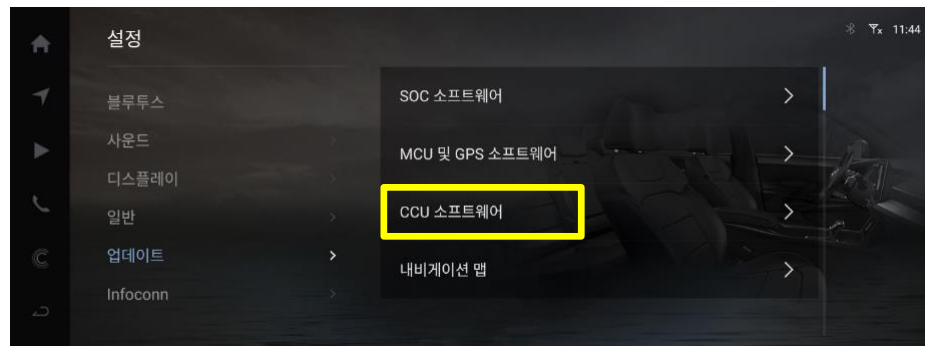 설정
11:44
블루투스
사운드
디스플레이
일반
업데이트
Infoconn
SOC 소프트웨어
MCU 및 GPS 소프트웨어
CCU 소프트웨어
내비게이션 맵